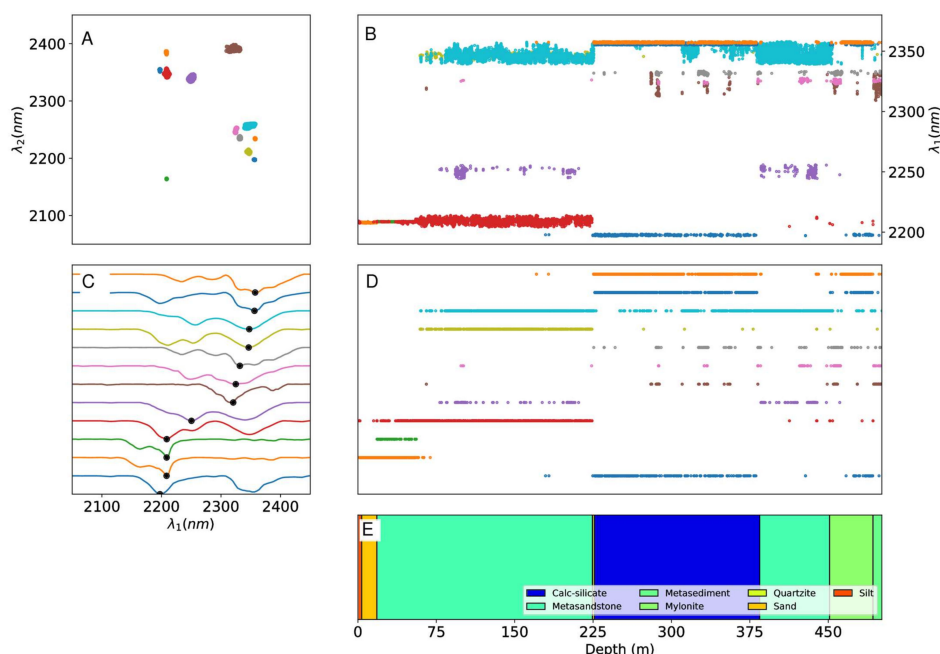 A
2400
2300
2200
2100
λ2(nm)
B
2350
2300
2250
2200
λ1(nm)
C
2100 2200 2300 2400
λ1(nm)
D
E
Calc-silicate Metasediment Quartzite Silt
Metasandstone Mylonite Sand
0 75 150 225 300 375 450
Depth (m)